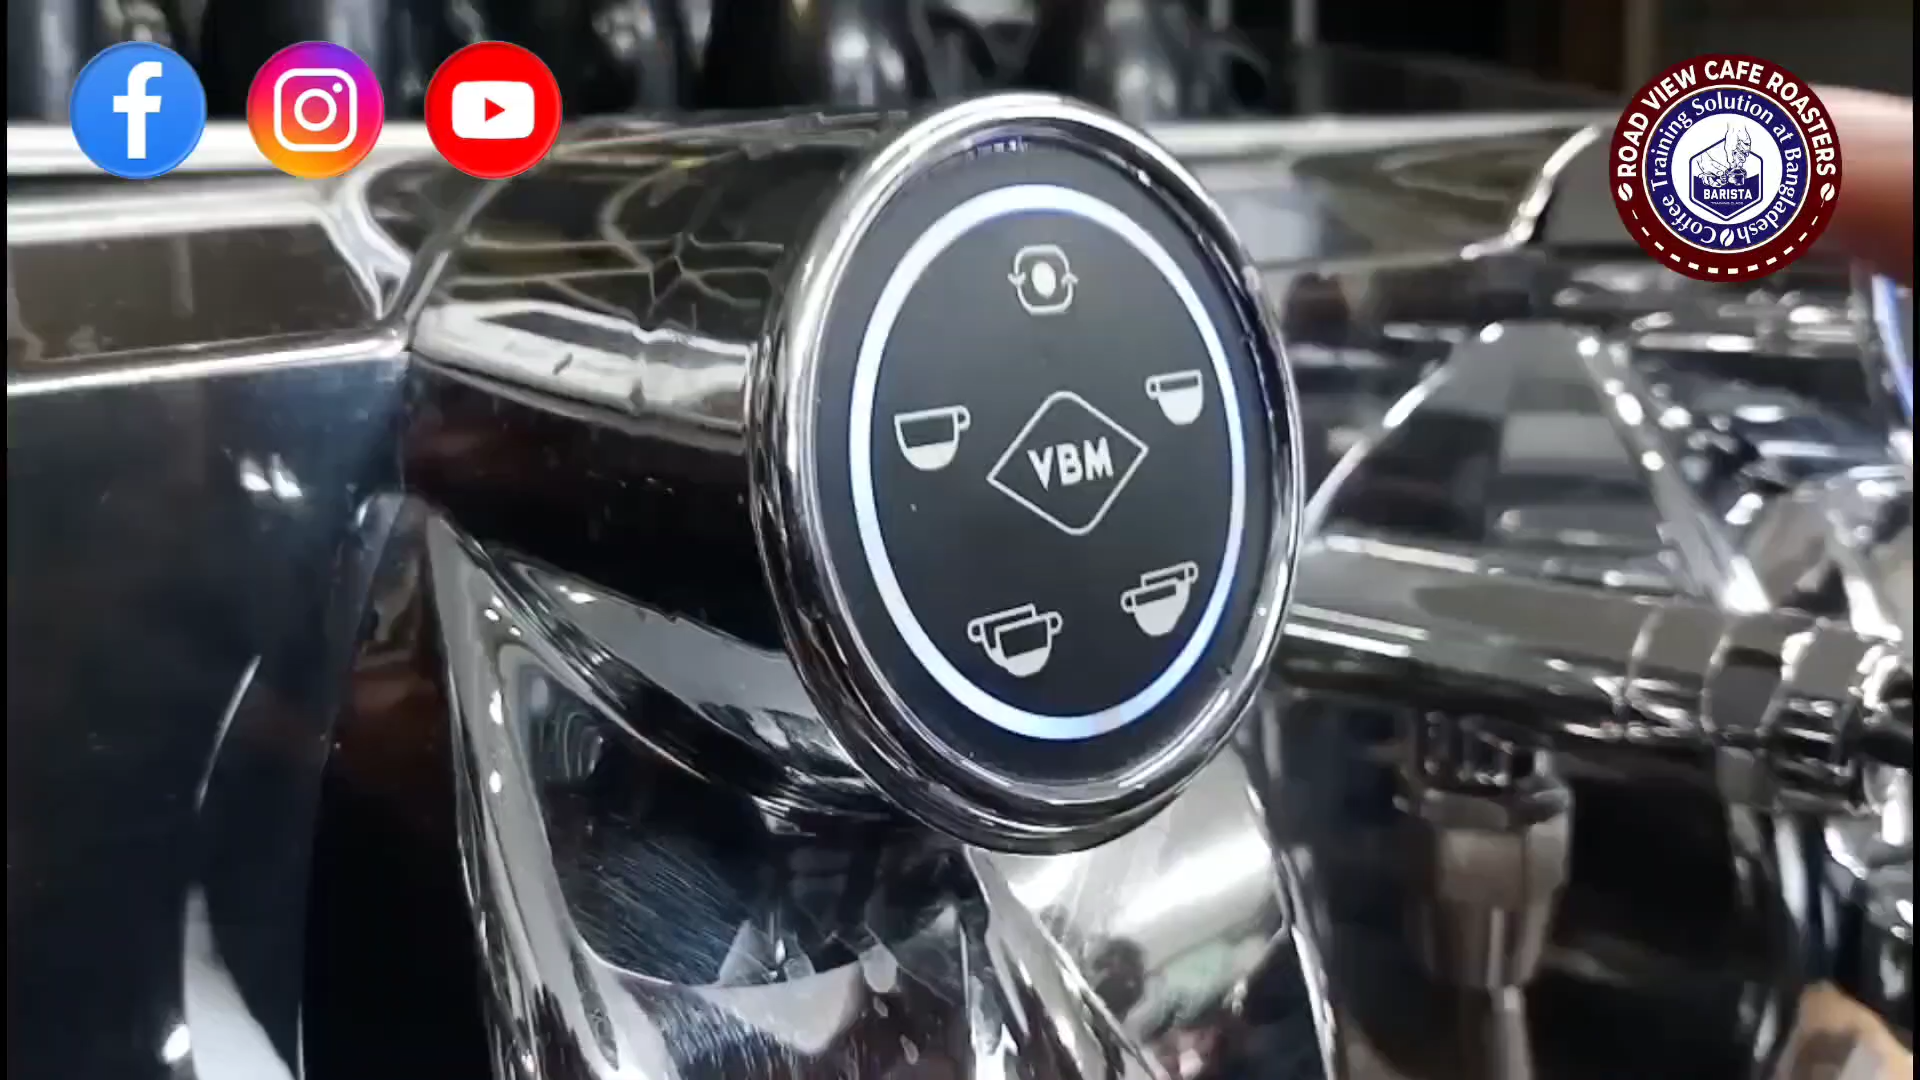 ROAD VIEW CAFE ROASTERS
Coffee Training Solution at Bangladesh
BARISTA
VBM